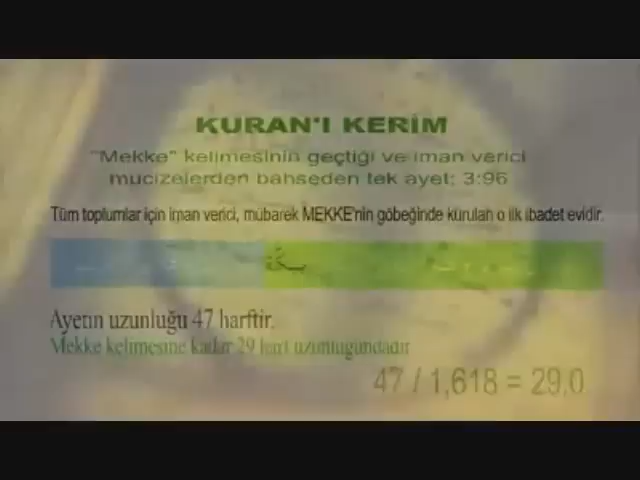 KURAN'I KERİM
"Mekke" kelimesinin geçtiği ve iman verici
mucizelerden bahseden tek ayet: 3:96
Tüm toplumlar için iman verici, mübarek MEKKE'nin göbeğinde kurulan o ilk ibadet evidir.
بكة
Ayetin uzunluğu 47 harftir.
Mekke kelimesine kadar 29 harf uzunluğundadır
47 / 1,618 = 29,0